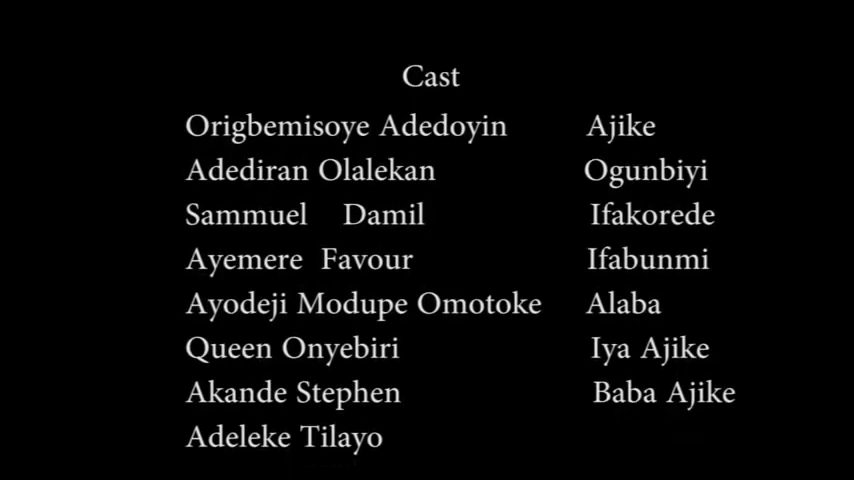 Cast
Origbemisoye Adedoyin Ajike
Adediran Olalekan Ogunbiyi
Sammuel Damil Ifakorede
Ayemere Favour Ifabunmi
Ayodeji Modupe Omotoke Alaba
Queen Onyebiri Iya Ajike
Akande Stephen Baba Ajike
Adeleke Tilayo